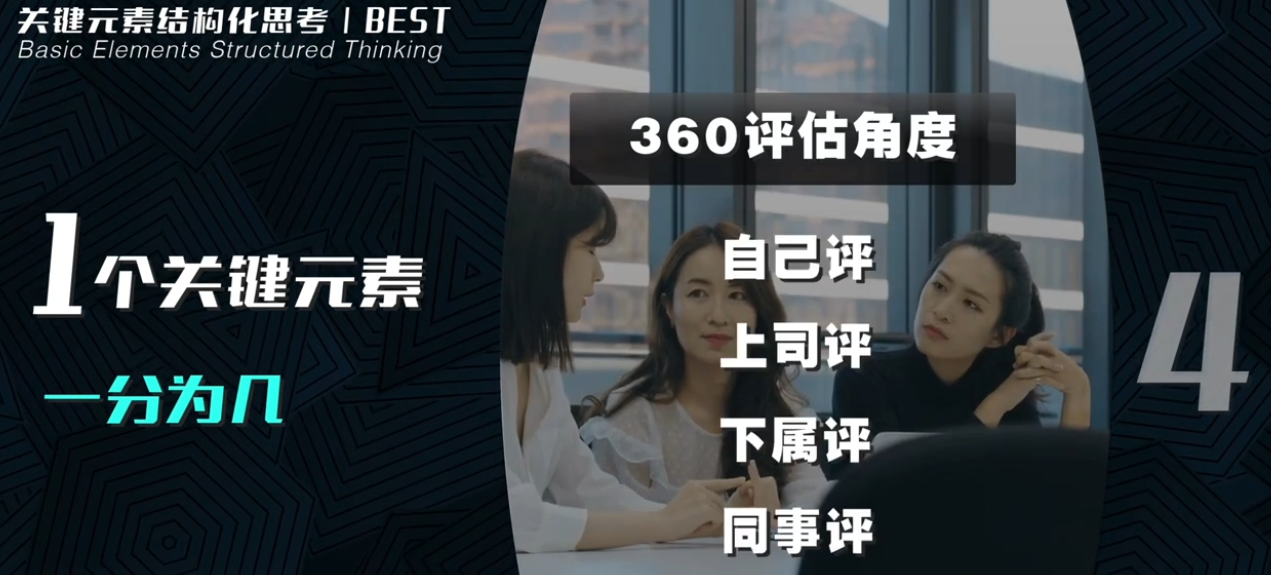 关键元素结构化思考 | BEST
Basic Elements Structured Thinking
1个关键元素
一分为几
360评估角度
自己评
上司评
下属评
同事评
4